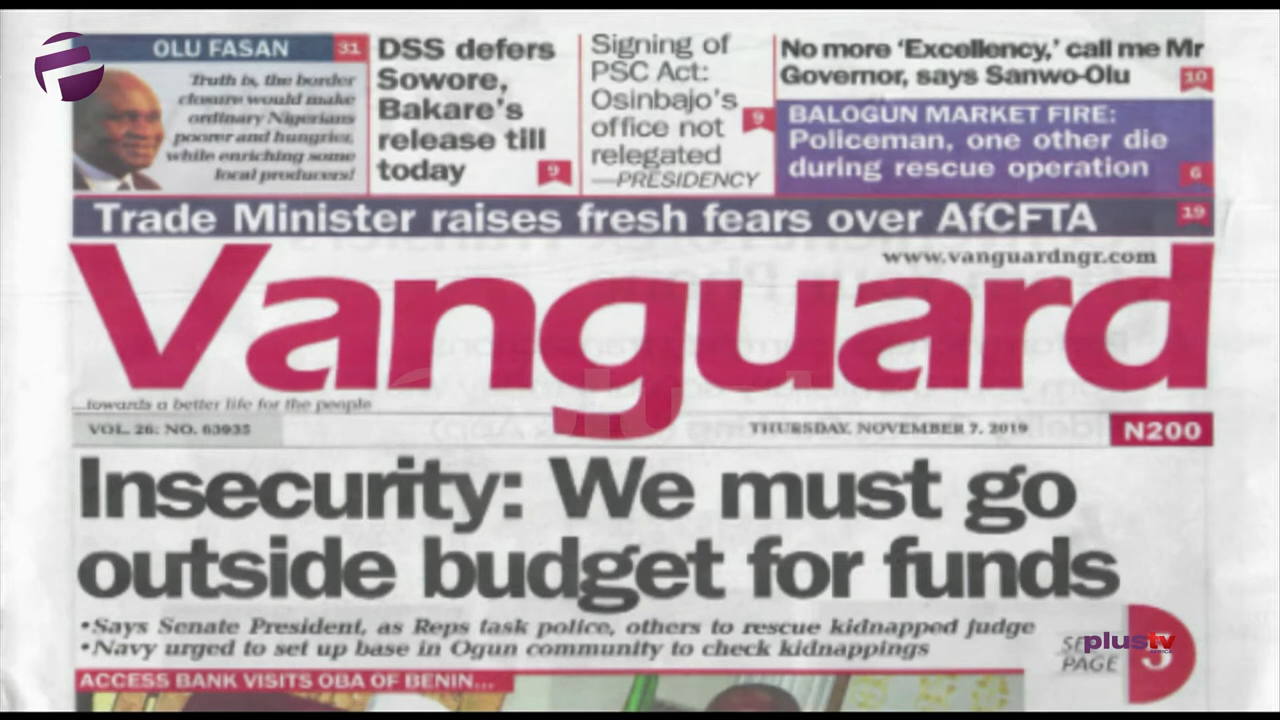 OLU FASAN 31
Truth is, the border
closure would make
ordinary Nigerians
poorer and hungrier,
while enriching some
local producers!
DSS defers
Sowore,
Bakare's
release till
today 9
Signing of
PSC Act:
Osinbajo's 9
office not
relegated
—PRESIDENCY
No more 'Excellency,' call me Mr
Governor, says Sanwo-Olu 10
BALOGUN MARKET FIRE:
Policeman, one other die
during rescue operation 6
Trade Minister raises fresh fears over AfCFTA 19
www.vanguardngr.com
Vanguard
...towards a better life for the people
VOL. 26: NO. 63935 THURSDAY, NOVEMBER 7, 2019 N200
Insecurity: We must go
outside budget for funds
•Says Senate President, as Reps task police, others to rescue kidnapped judge
•Navy urged to set up base in Ogun community to check kidnappings
PAGE
plustv
AFRICA
ACCESS BANK VISITS OBA OF BENIN...